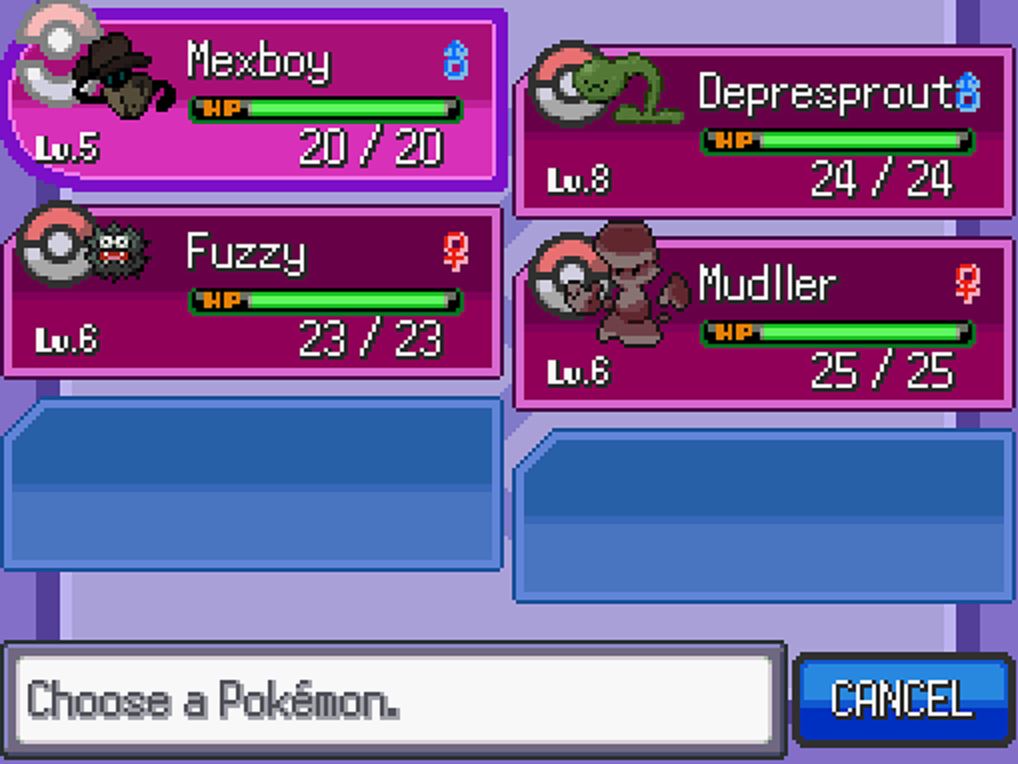 Mexboy ♂
HP
Lv.5 20 / 20
Depresprout♂
HP
Lv.8 24 / 24
Fuzzy ♀
HP
Lv.6 23 / 23
Mudller ♀
HP
Lv.6 25 / 25
Choose a Pokémon.
CANCEL